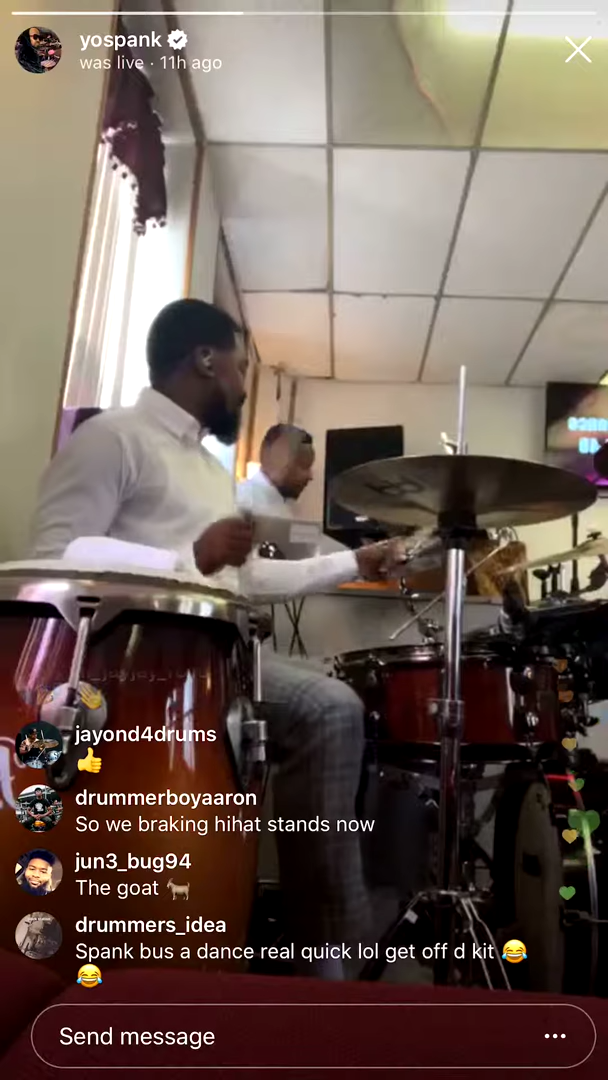 yospank
was live · 11h ago
jayond4drums
👍
drummerboyaaron
So we braking hihat stands now
jun3_bug94
The goat 🐐
drummers_idea
Spank bus a dance real quick lol get off d kit 😂
😂
Send message